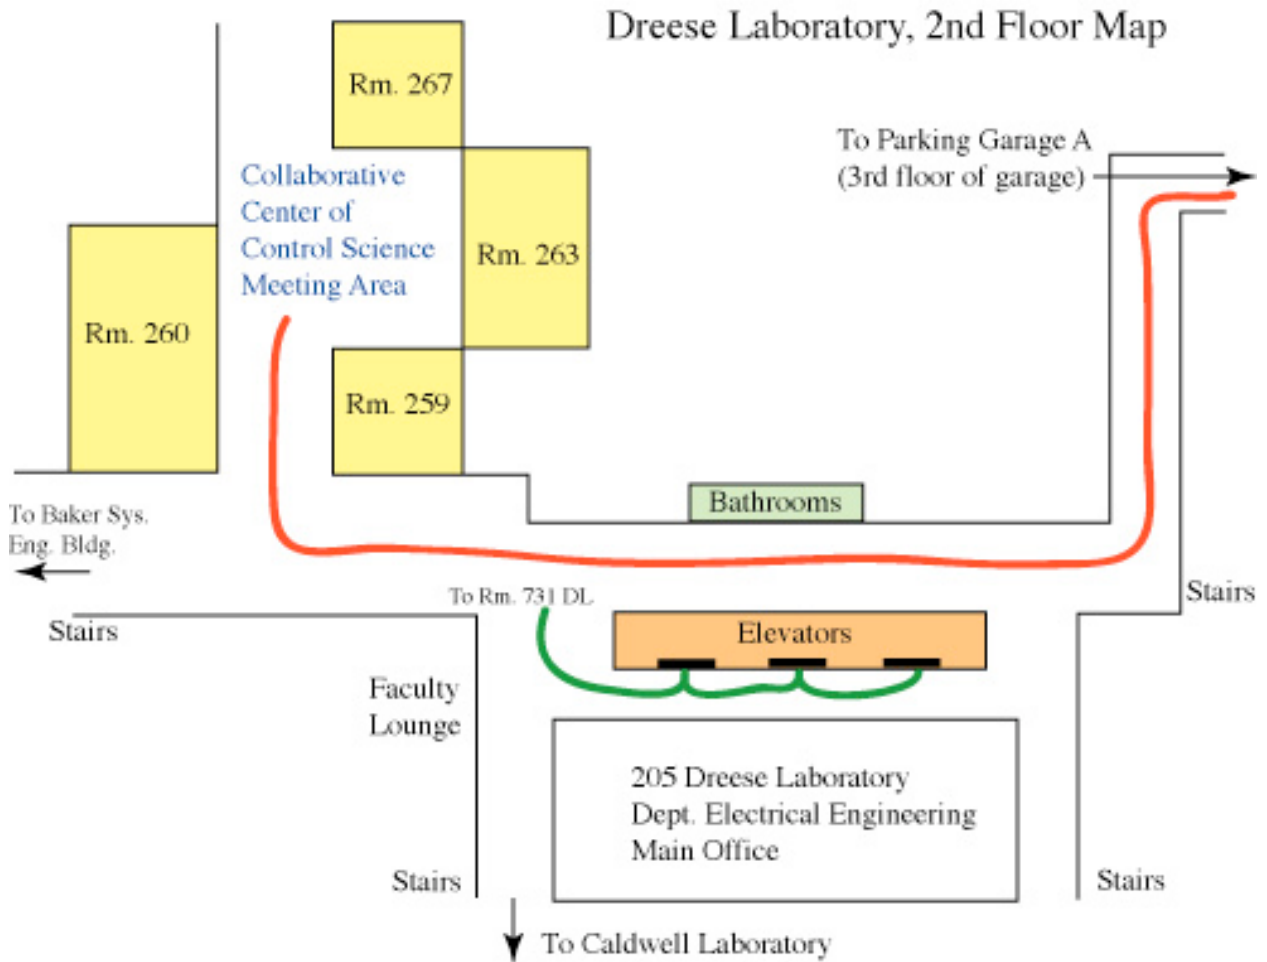 Dreese Laboratory, 2nd Floor Map
Rm. 267
To Parking Garage A
(3rd floor of garage)
Collaborative
Center of
Control Science
Meeting Area
Rm. 263
Rm. 260
Rm. 259
Bathrooms
To Baker Sys.
Eng. Bldg.
To Rm. 731 DL
Stairs
Stairs
Elevators
Faculty
Lounge
205 Dreese Laboratory
Dept. Electrical Engineering
Main Office
Stairs
Stairs
To Caldwell Laboratory